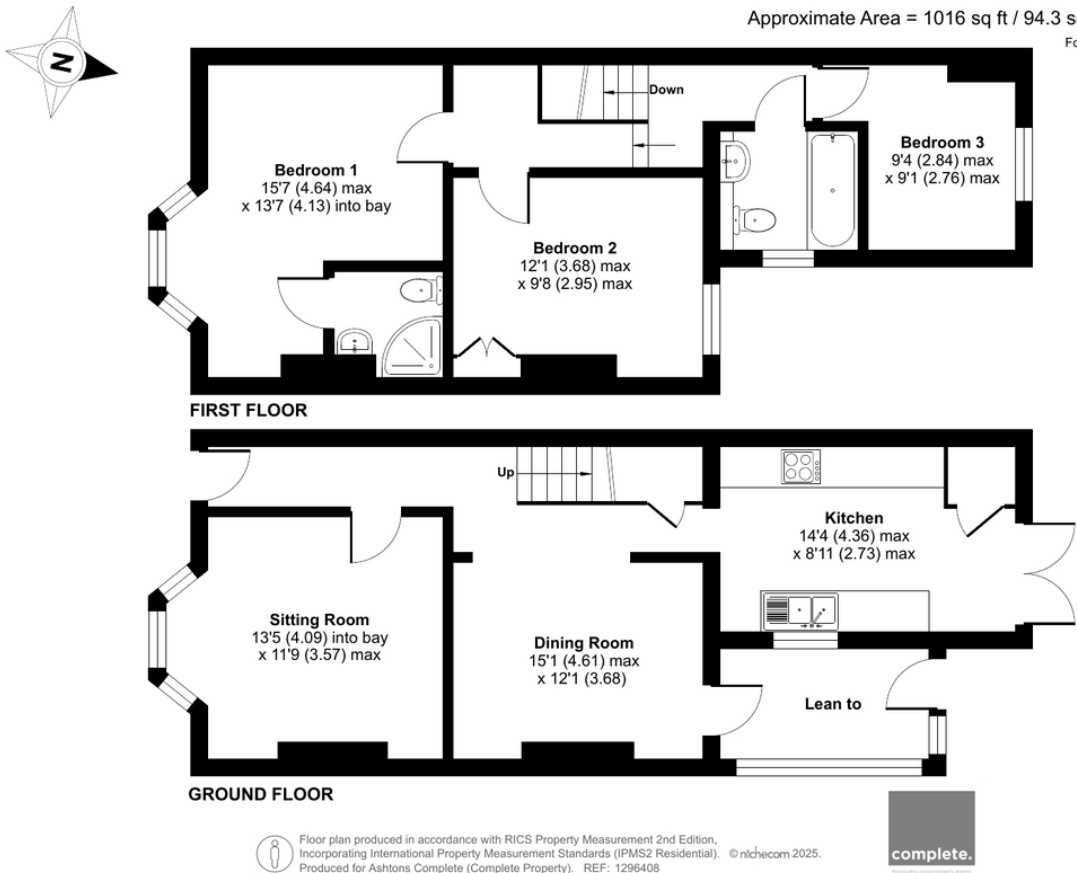 Approximate Area = 1016 sq ft / 94.3 s
Fo
N
Down
Bedroom 1
15'7 (4.64) max
x 13'7 (4.13) into bay
Bedroom 3
9'4 (2.84) max
x 9'1 (2.76) max
Bedroom 2
12'1 (3.68) max
x 9'8 (2.95) max
FIRST FLOOR
Up
Kitchen
14'4 (4.36) max
x 8'11 (2.73) max
Sitting Room
13'5 (4.09) into bay
x 11'9 (3.57) max
Dining Room
15'1 (4.61) max
x 12'1 (3.68)
Lean to
GROUND FLOOR
Floor plan produced in accordance with RICS Property Measurement 2nd Edition,
Incorporating International Property Measurement Standards (IPMS2 Residential). © nichecom 2025.
Produced for Ashtons Complete (Complete Property). REF: 1296408
complete.